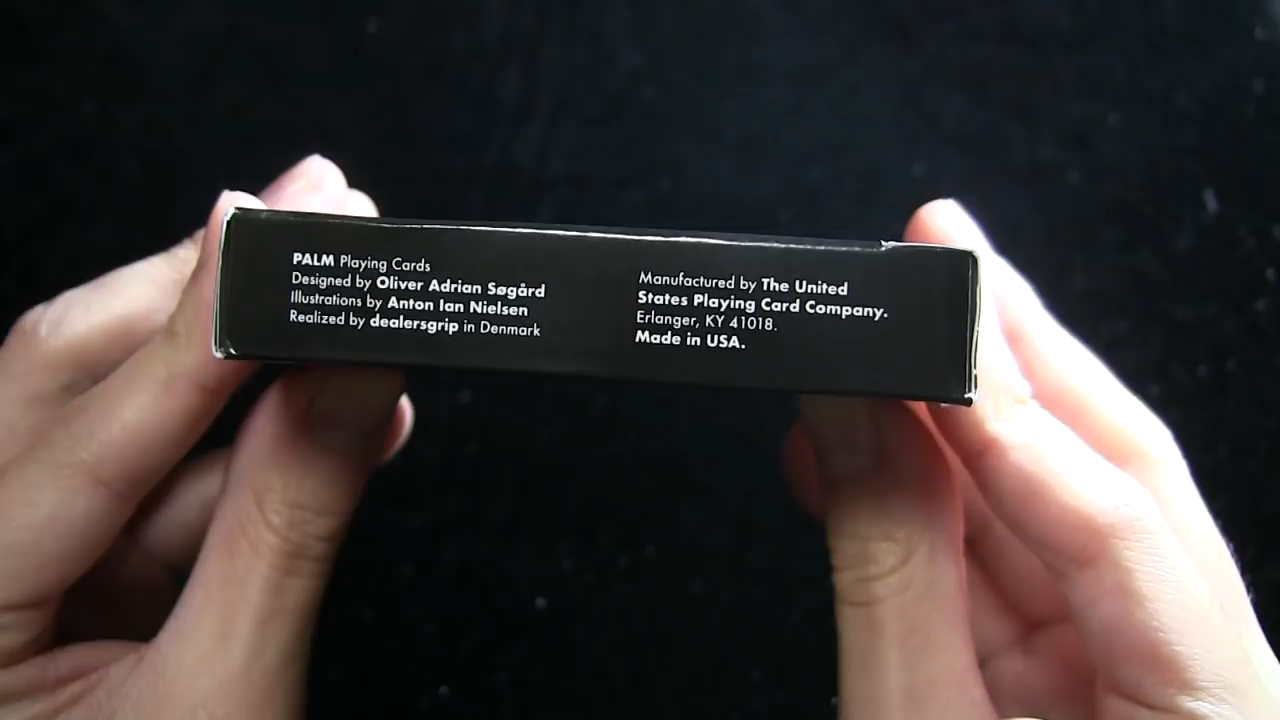 PALM Playing Cards
Designed by Oliver Adrian Søgård
Illustrations by Anton Ian Nielsen
Realized by dealersgrip in Denmark
Manufactured by The United
States Playing Card Company.
Erlanger, KY 41018.
Made in USA.